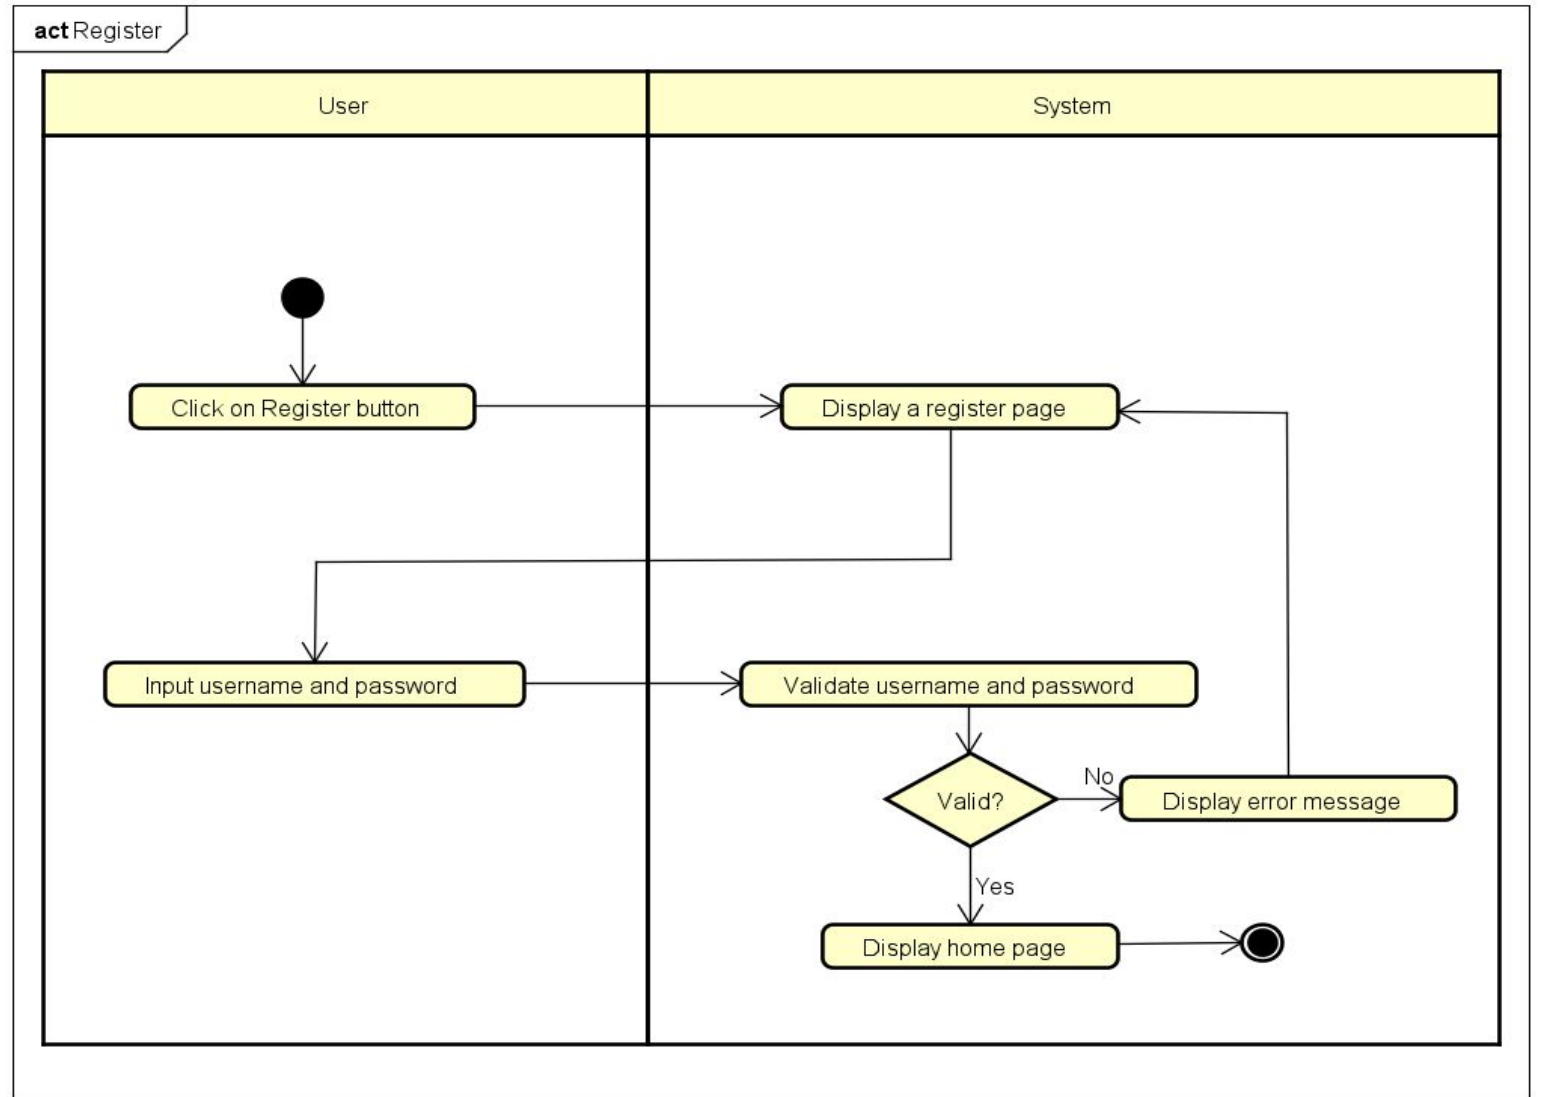 act Register
User
System
Click on Register button
Display a register page
Input username and password
Validate username and password
No
Valid?
Display error message
Yes
Display home page